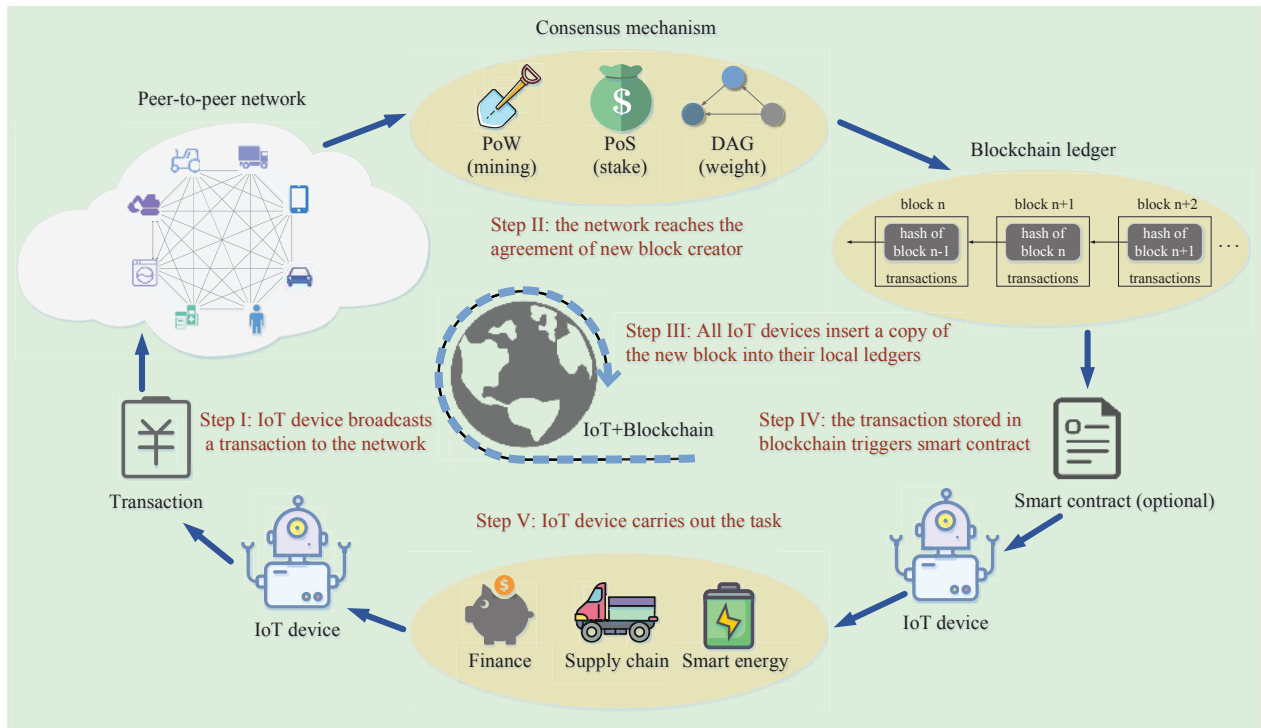 Consensus mechanism
Peer-to-peer network
PoW
(mining)
PoS
(stake)
DAG
(weight)
$
Blockchain ledger
block n
block n+1
block n+2
hash of
block n-1
hash of
block n
hash of
block n+1
...
transactions
transactions
transactions
Step II: the network reaches the
agreement of new block creator
Step III: All IoT devices insert a copy of
the new block into their local ledgers
Step I: IoT device broadcasts
a transaction to the network
IoT+Blockchain
Step IV: the transaction stored in
blockchain triggers smart contract
¥
Transaction
Smart contract (optional)
Step V: IoT device carries out the task
$
IoT device
IoT device
Finance
Supply chain
Smart energy